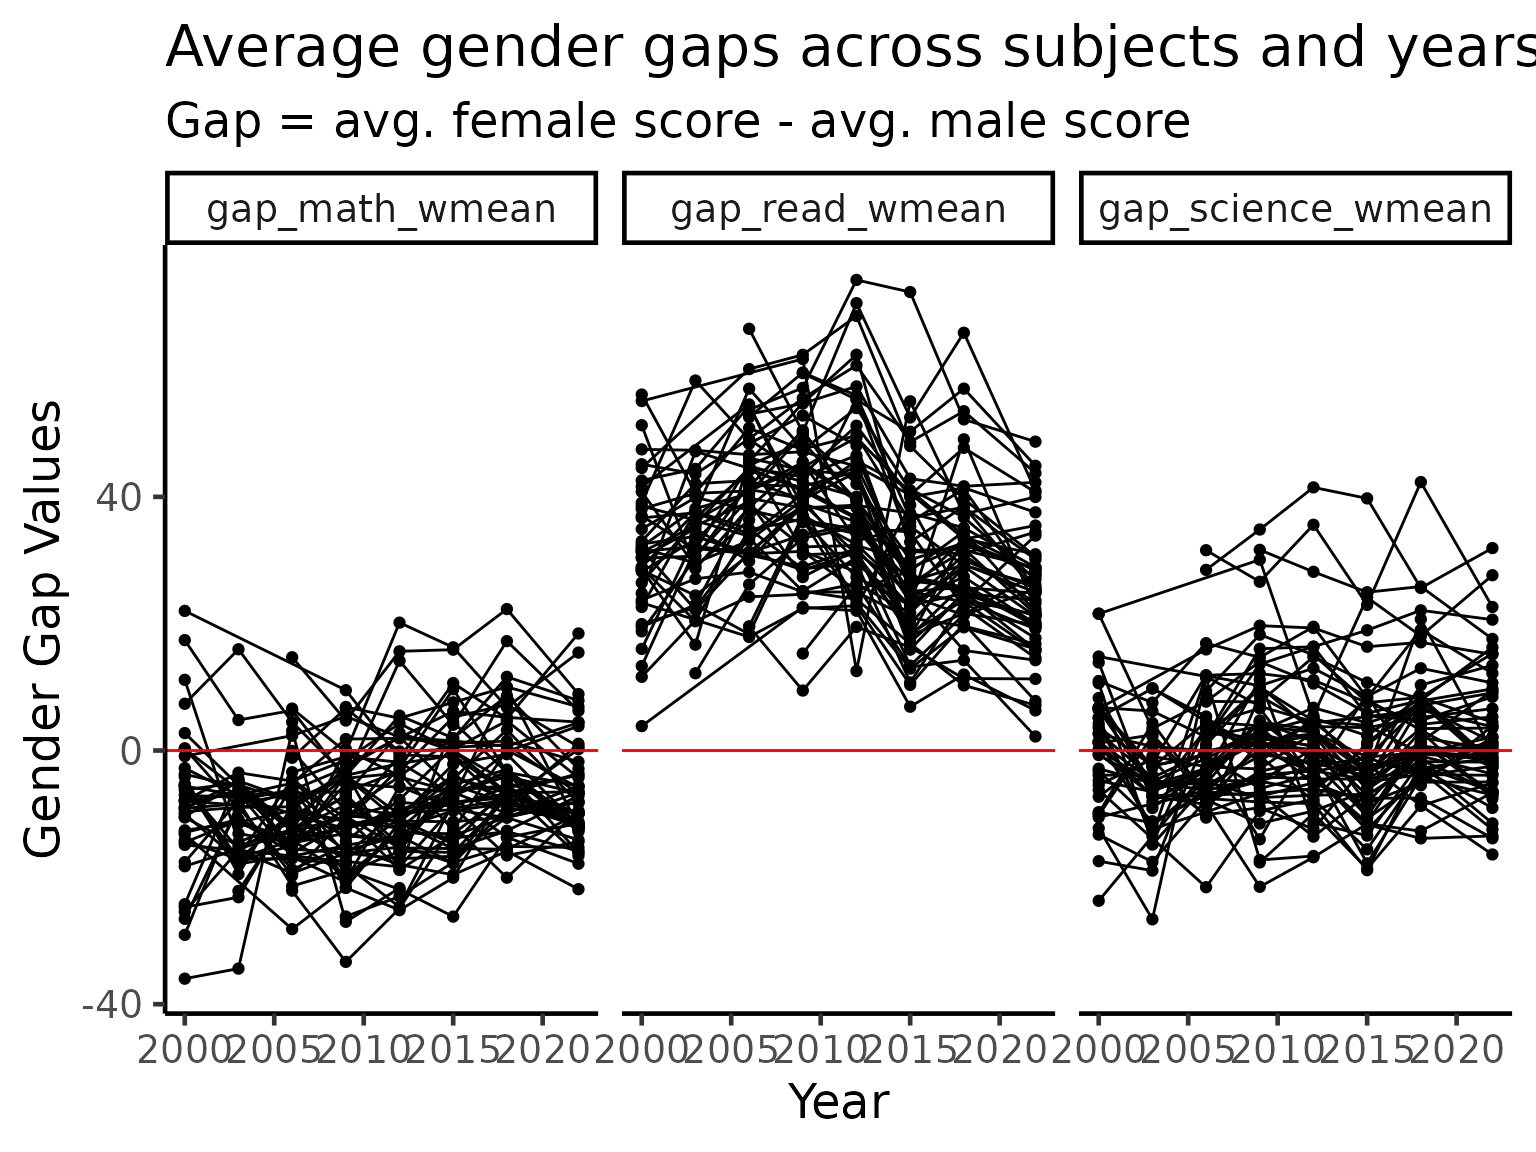 Average gender gaps across subjects and years
Gap = avg. female score - avg. male score
gap_math_wmean gap_read_wmean gap_science_wmean
Gender Gap Values
40
0
-40
2000 2005 2010 2015 2020 2000 2005 2010 2015 2020 2000 2005 2010 2015 2020
Year